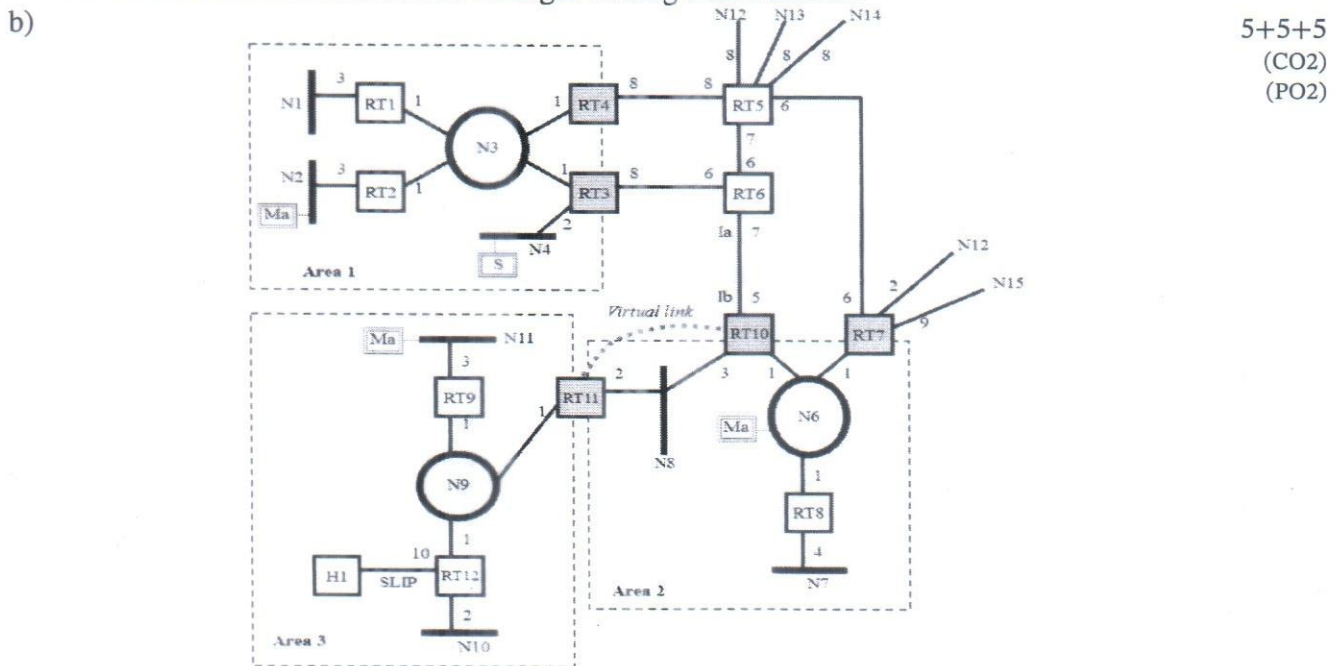 b)
5+5+5
(CO2)
(PO2)
N12
N13
N14
8
8
8
N1
3
RT1
1
N3
1
RT4
8
8
RT5
6
7
N2
3
RT2
1
1
RT3
8
6
6
RT6
Ma
2
N4
S
Ia
7
Area 1
N12
N15
2
9
Virtual link
Ib
5
6
RT10
RT7
Ma
N11
3
RT9
1
1
RT11
2
3
1
1
N6
Ma
N8
N9
1
1
RT8
4
N7
H1
10
SLIP
RT12
2
N10
Area 2
Area 3